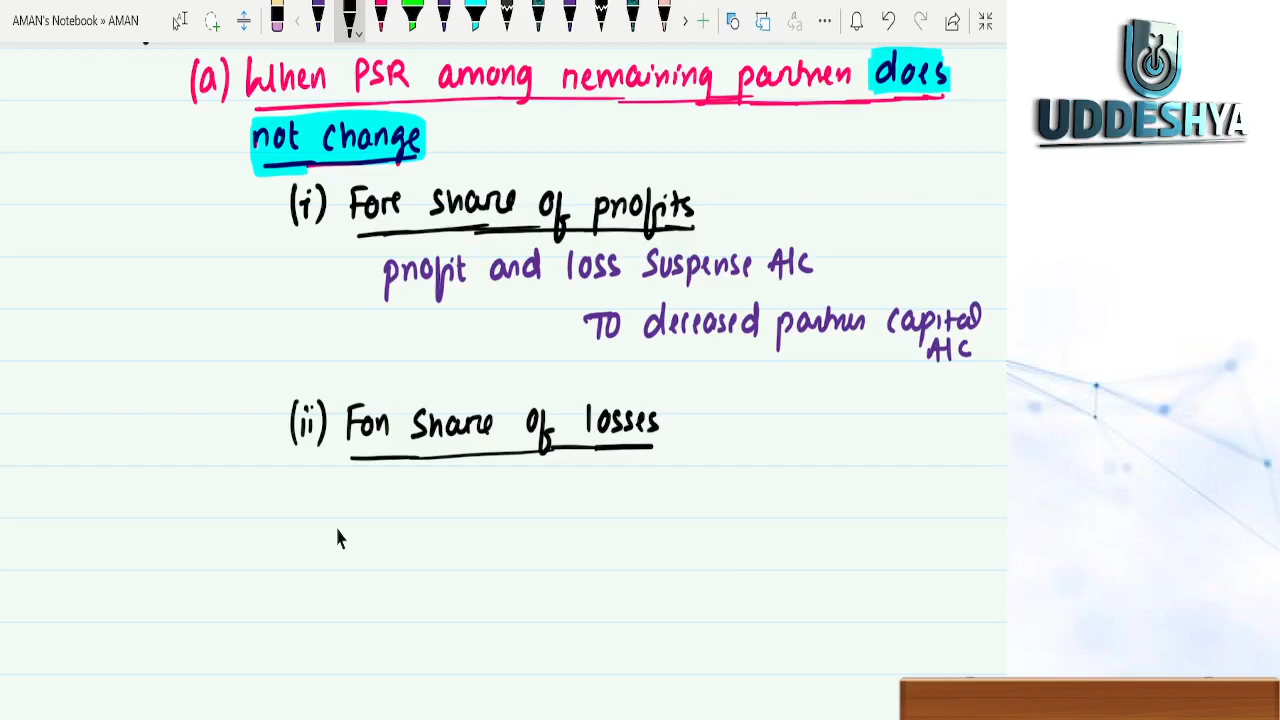 AMAN's Notebook » AMAN
(a) When PSR among remaining partner does
not change
(i) Fore share of profits
profit and loss Suspense A/c
To deceased partner capital
A/c
(ii) For share of losses
UDDESHYA